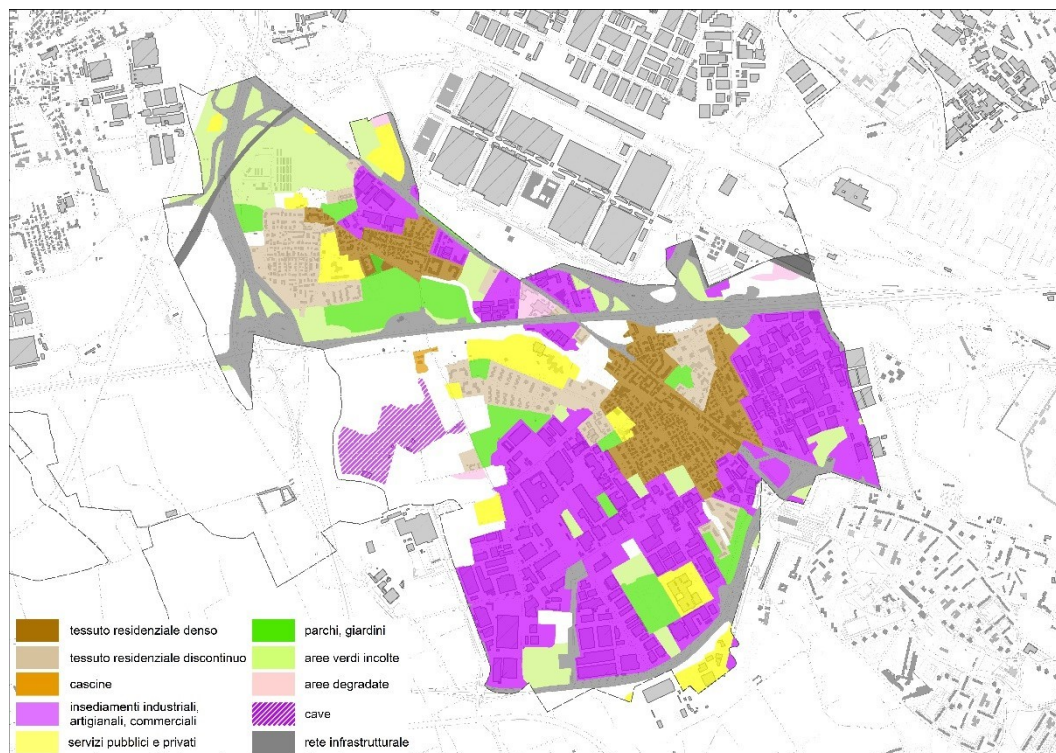 tessuto residenziale denso
tessuto residenziale discontinuo
cascine
insediamenti industriali,
artigianali, commerciali
servizi pubblici e privati
parchi, giardini
aree verdi incolte
aree degradate
cave
rete infrastrutturale